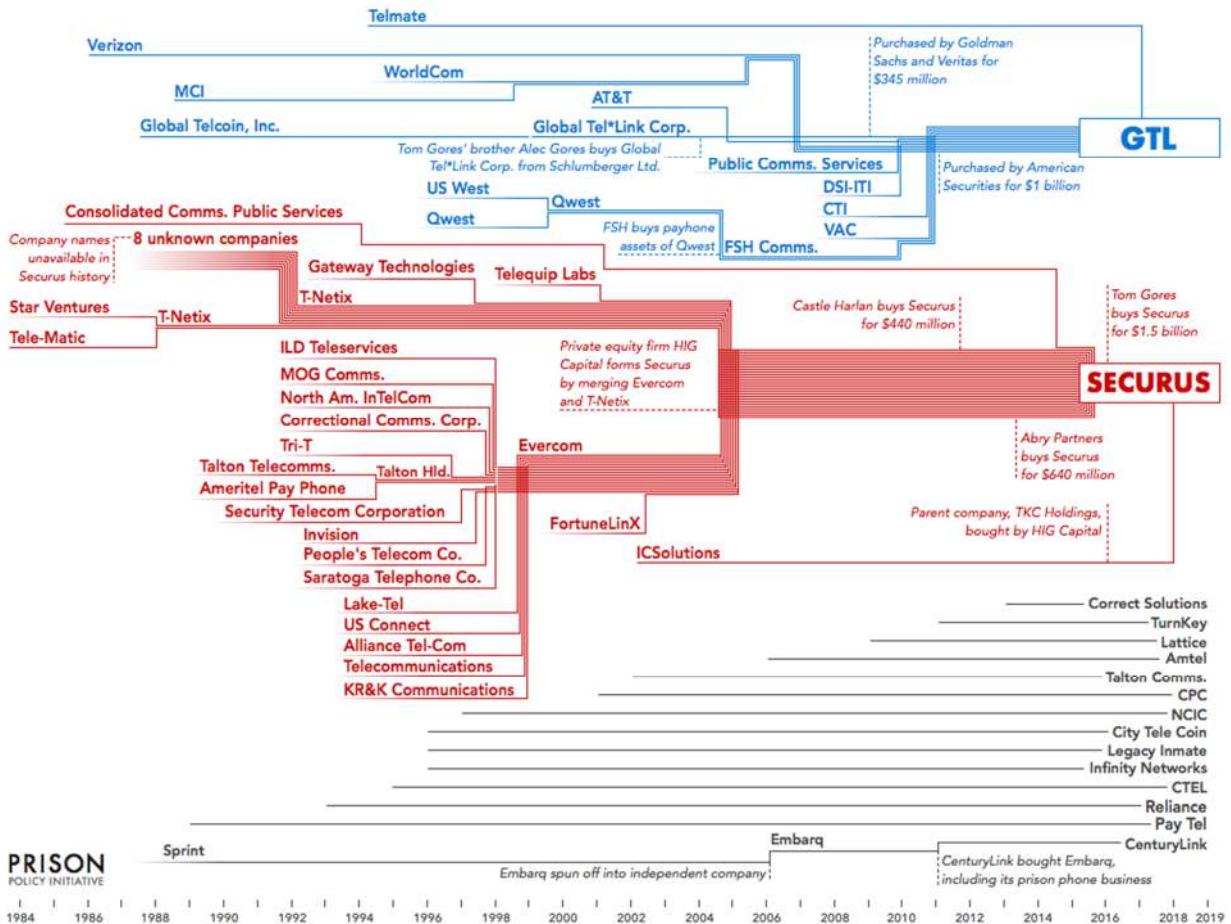 Telmate
Verizon
WorldCom
MCI
AT&T
Purchased by Goldman
Sachs and Veritas for
$345 million
Global Telcoin, Inc.
Global Tel*Link Corp.
GTL
Tom Gores' brother Alec Gores buys Global
Tel*Link Corp. from Schlumberger Ltd.
Public Comms. Services
Purchased by American
Securities for $1 billion
US West
DSI-ITI
Qwest
Qwest
CTI
VAC
FSH buys payhone
assets of Qwest
FSH Comms.
Consolidated Comms. Public Services
Company names
unavailable in
Securus history
8 unknown companies
Gateway Technologies
Telequip Labs
T-Netix
Star Ventures
T-Netix
Tele-Matic
Castle Harlan buys Securus
for $440 million
Tom Gores
buys Securus
for $1.5 billion
Private equity firm HIG
Capital forms Securus
by merging Evercom
and T-Netix
SECURUS
ILD Teleservices
MOG Comms.
North Am. InTelCom
Correctional Comms. Corp.
Tri-T
Evercom
Abry Partners
buys Securus
for $640 million
Talton Telecomms.
Talton Hld.
Ameritel Pay Phone
Security Telecom Corporation
Invision
People's Telecom Co.
Saratoga Telephone Co.
FortuneLinX
Parent company, TKC Holdings,
bought by HIG Capital
ICSolutions
Lake-Tel
US Connect
Alliance Tel-Com
Telecommunications
KR&K Communications
Correct Solutions
TurnKey
Lattice
Amtel
Talton Comms.
CPC
NCIC
City Tele Coin
Legacy Inmate
Infinity Networks
CTEL
Reliance
Pay Tel
Sprint
Embarq
CenturyLink
Embarq spun off into independent company
CenturyLink bought Embarq,
including its prison phone business
PRISON
POLICY INITIATIVE
1984 1986 1988 1990 1992 1994 1996 1998 2000 2002 2004 2006 2008 2010 2012 2014 2016 2018 2019